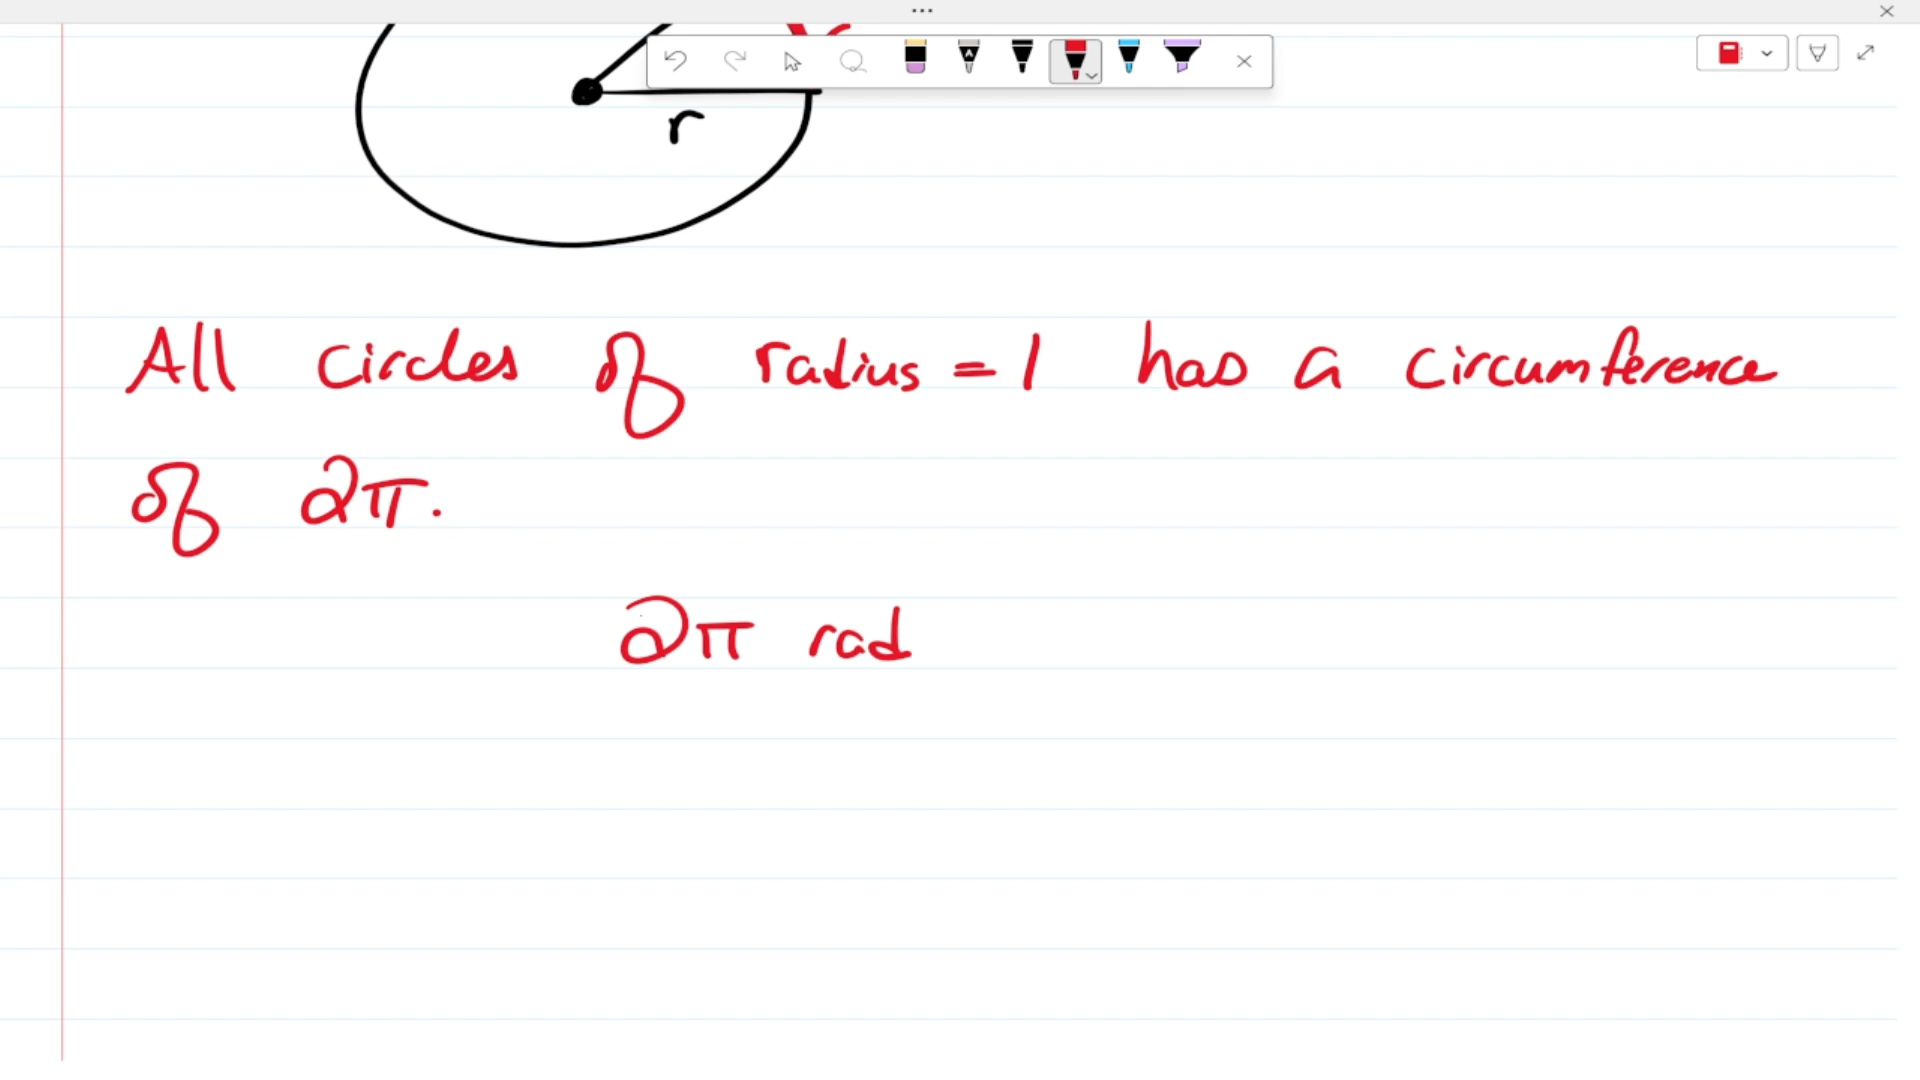 r
All circles of radius = 1 has a circumference
of 2π.
2π rad